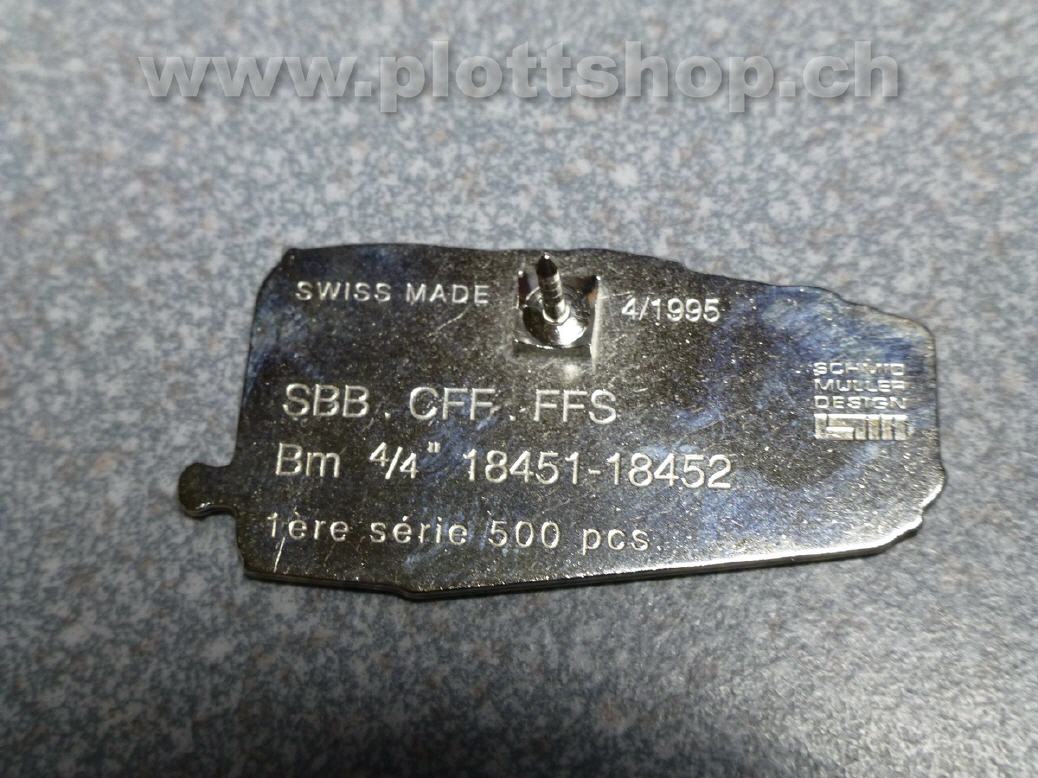 www.plottshop.ch
SWISS MADE 4/1995
SCHMID
MULLER
DESIGN
SBB . CFF . FFS
Bm 4/4" 18451-18452
1ère série 500 pcs.